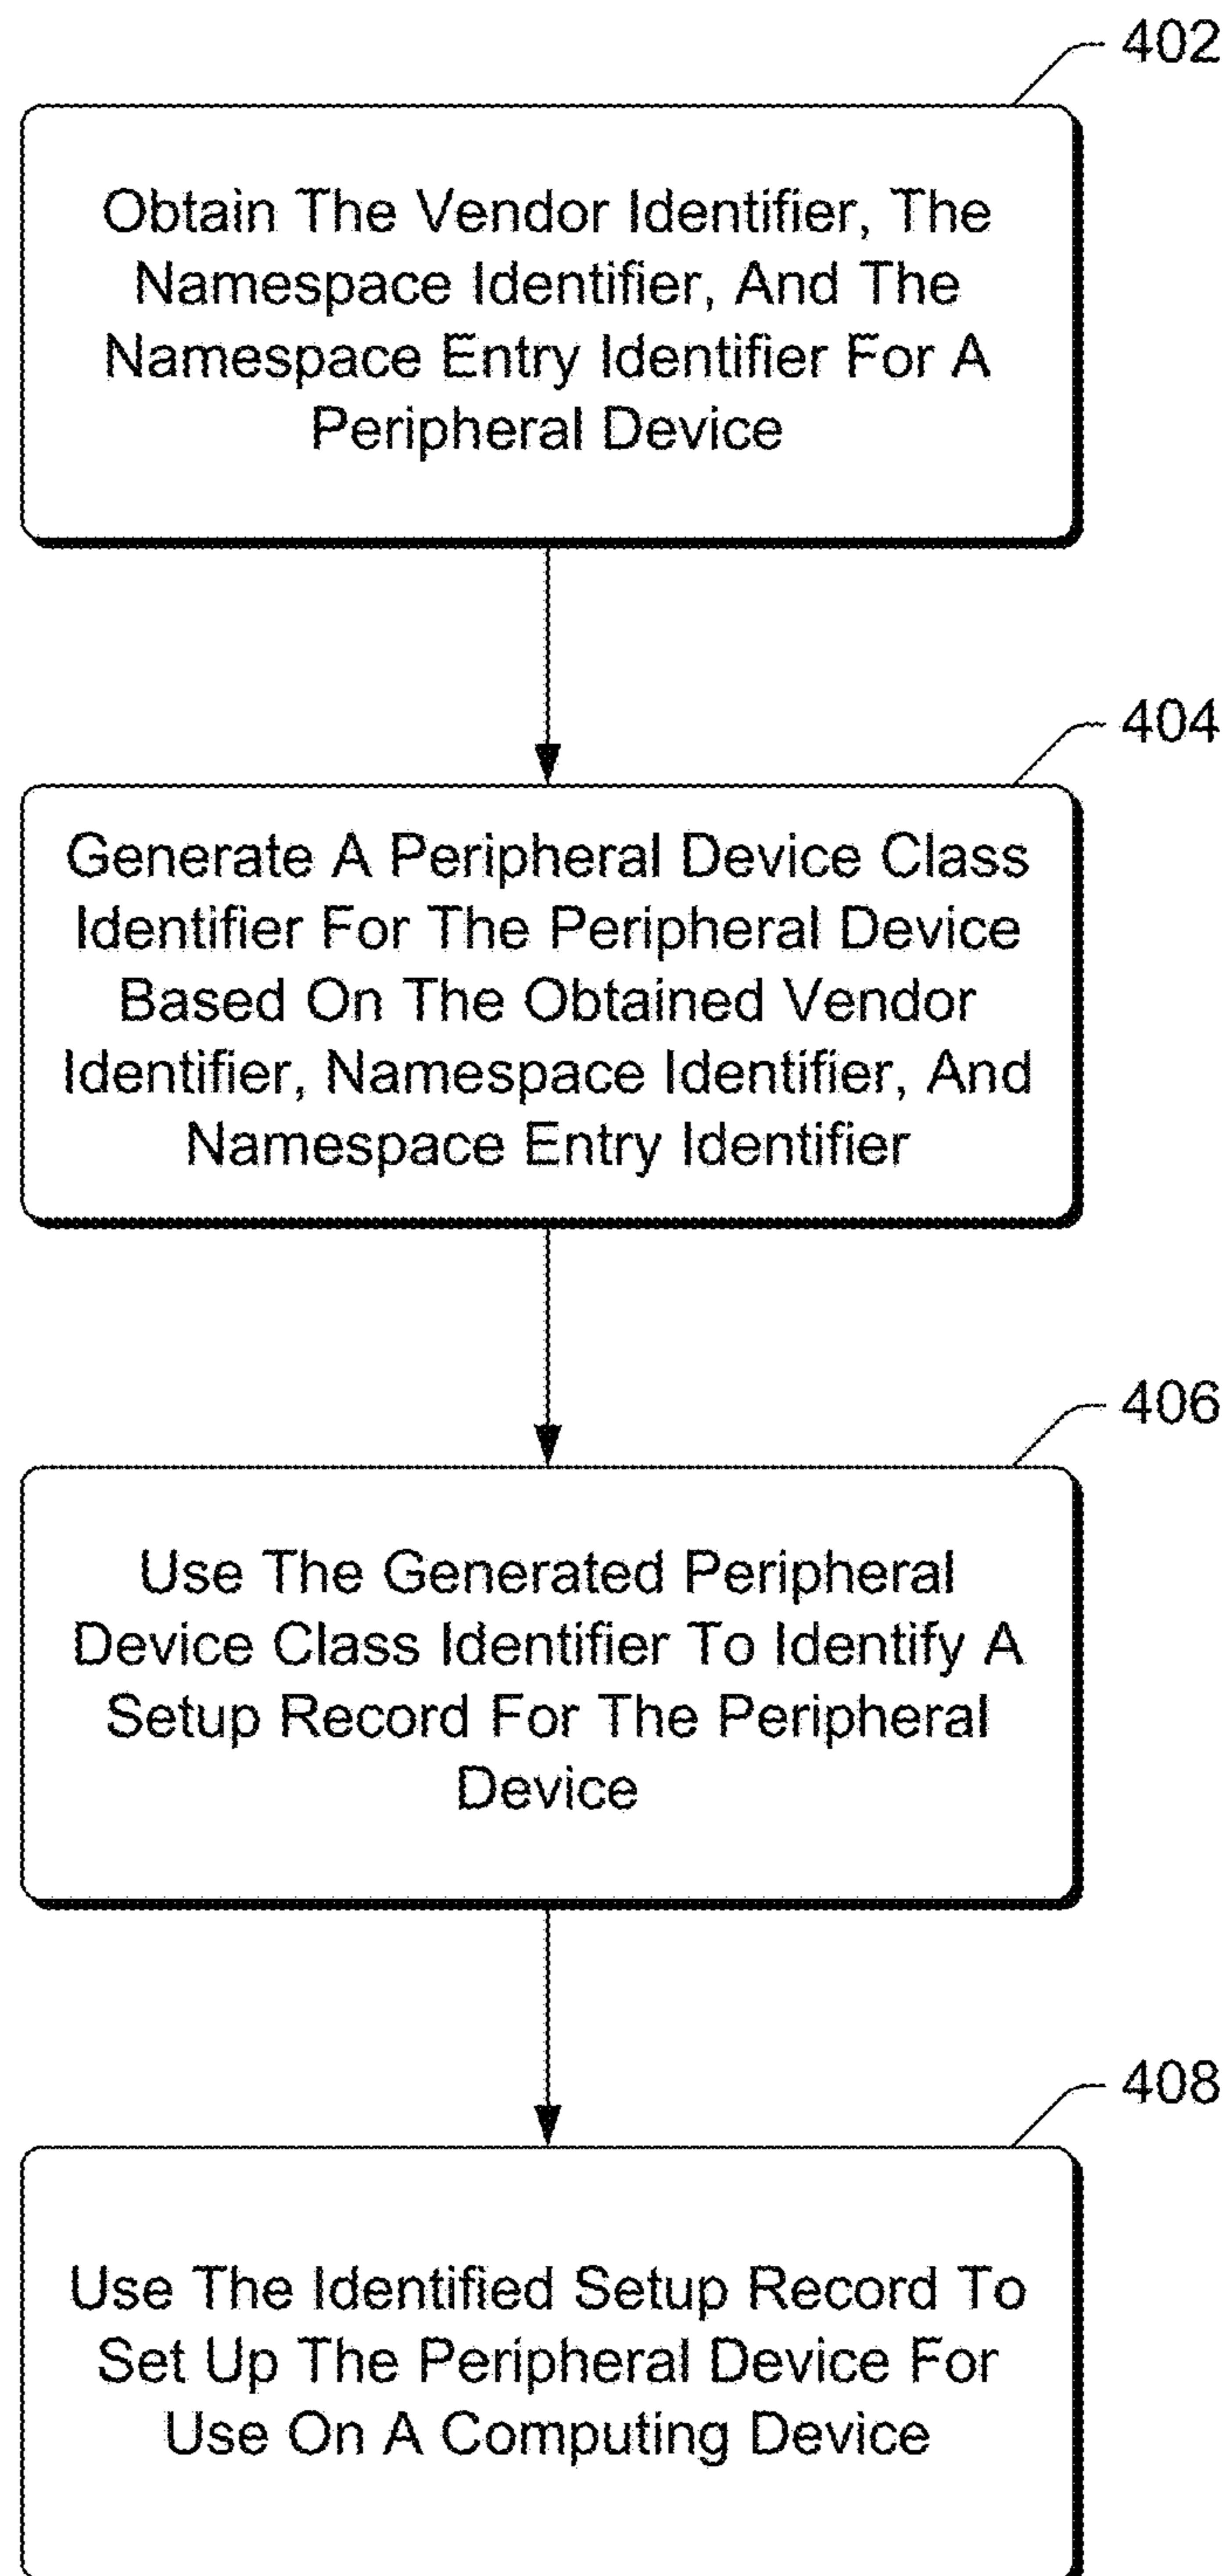 402
Obtain The Vendor Identifier, The
Namespace Identifier, And The
Namespace Entry Identifier For A
Peripheral Device
404
Generate A Peripheral Device Class
Identifier For The Peripheral Device
Based On The Obtained Vendor
Identifier, Namespace Identifier, And
Namespace Entry Identifier
406
Use The Generated Peripheral
Device Class Identifier To Identify A
Setup Record For The Peripheral
Device
408
Use The Identified Setup Record To
Set Up The Peripheral Device For
Use On A Computing Device